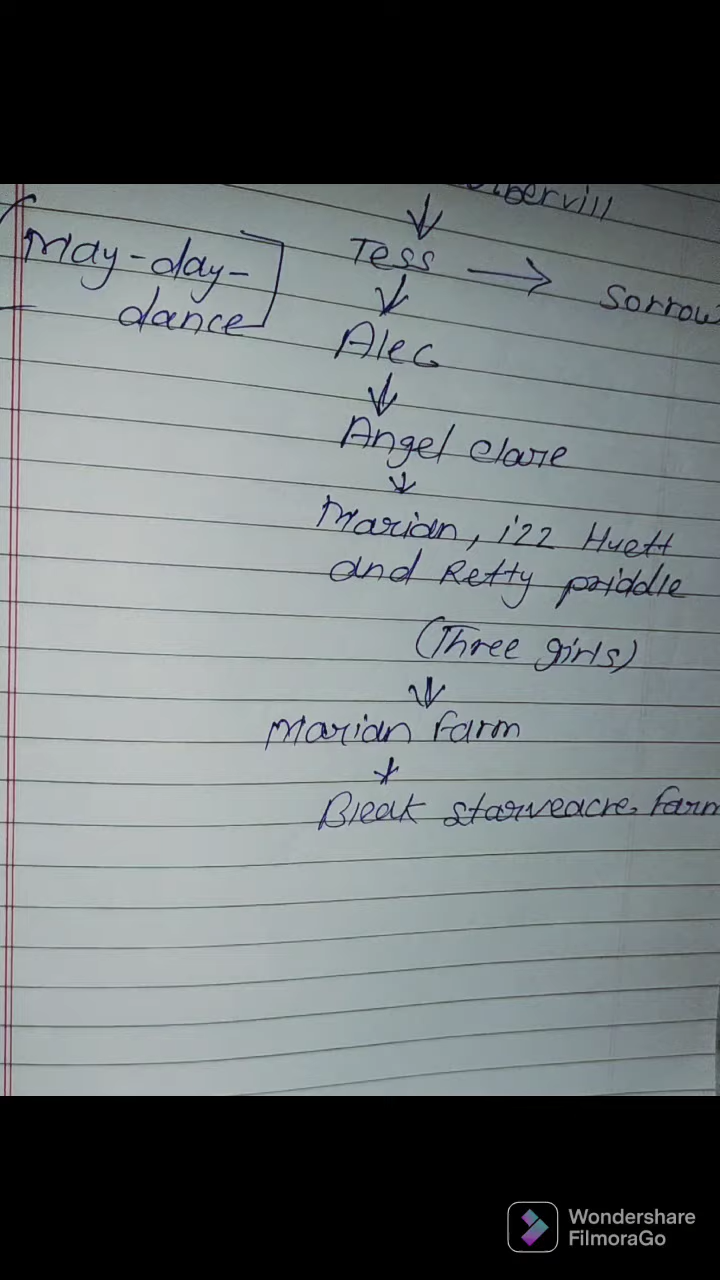 Tess → Sorrow
May-day-
dance
Alec
Angel clare
Marian, izz Huett
and Retty priddle
(Three girls)
Marian Farm
Bleak starveacre Farm
Wondershare
FilmoraGo